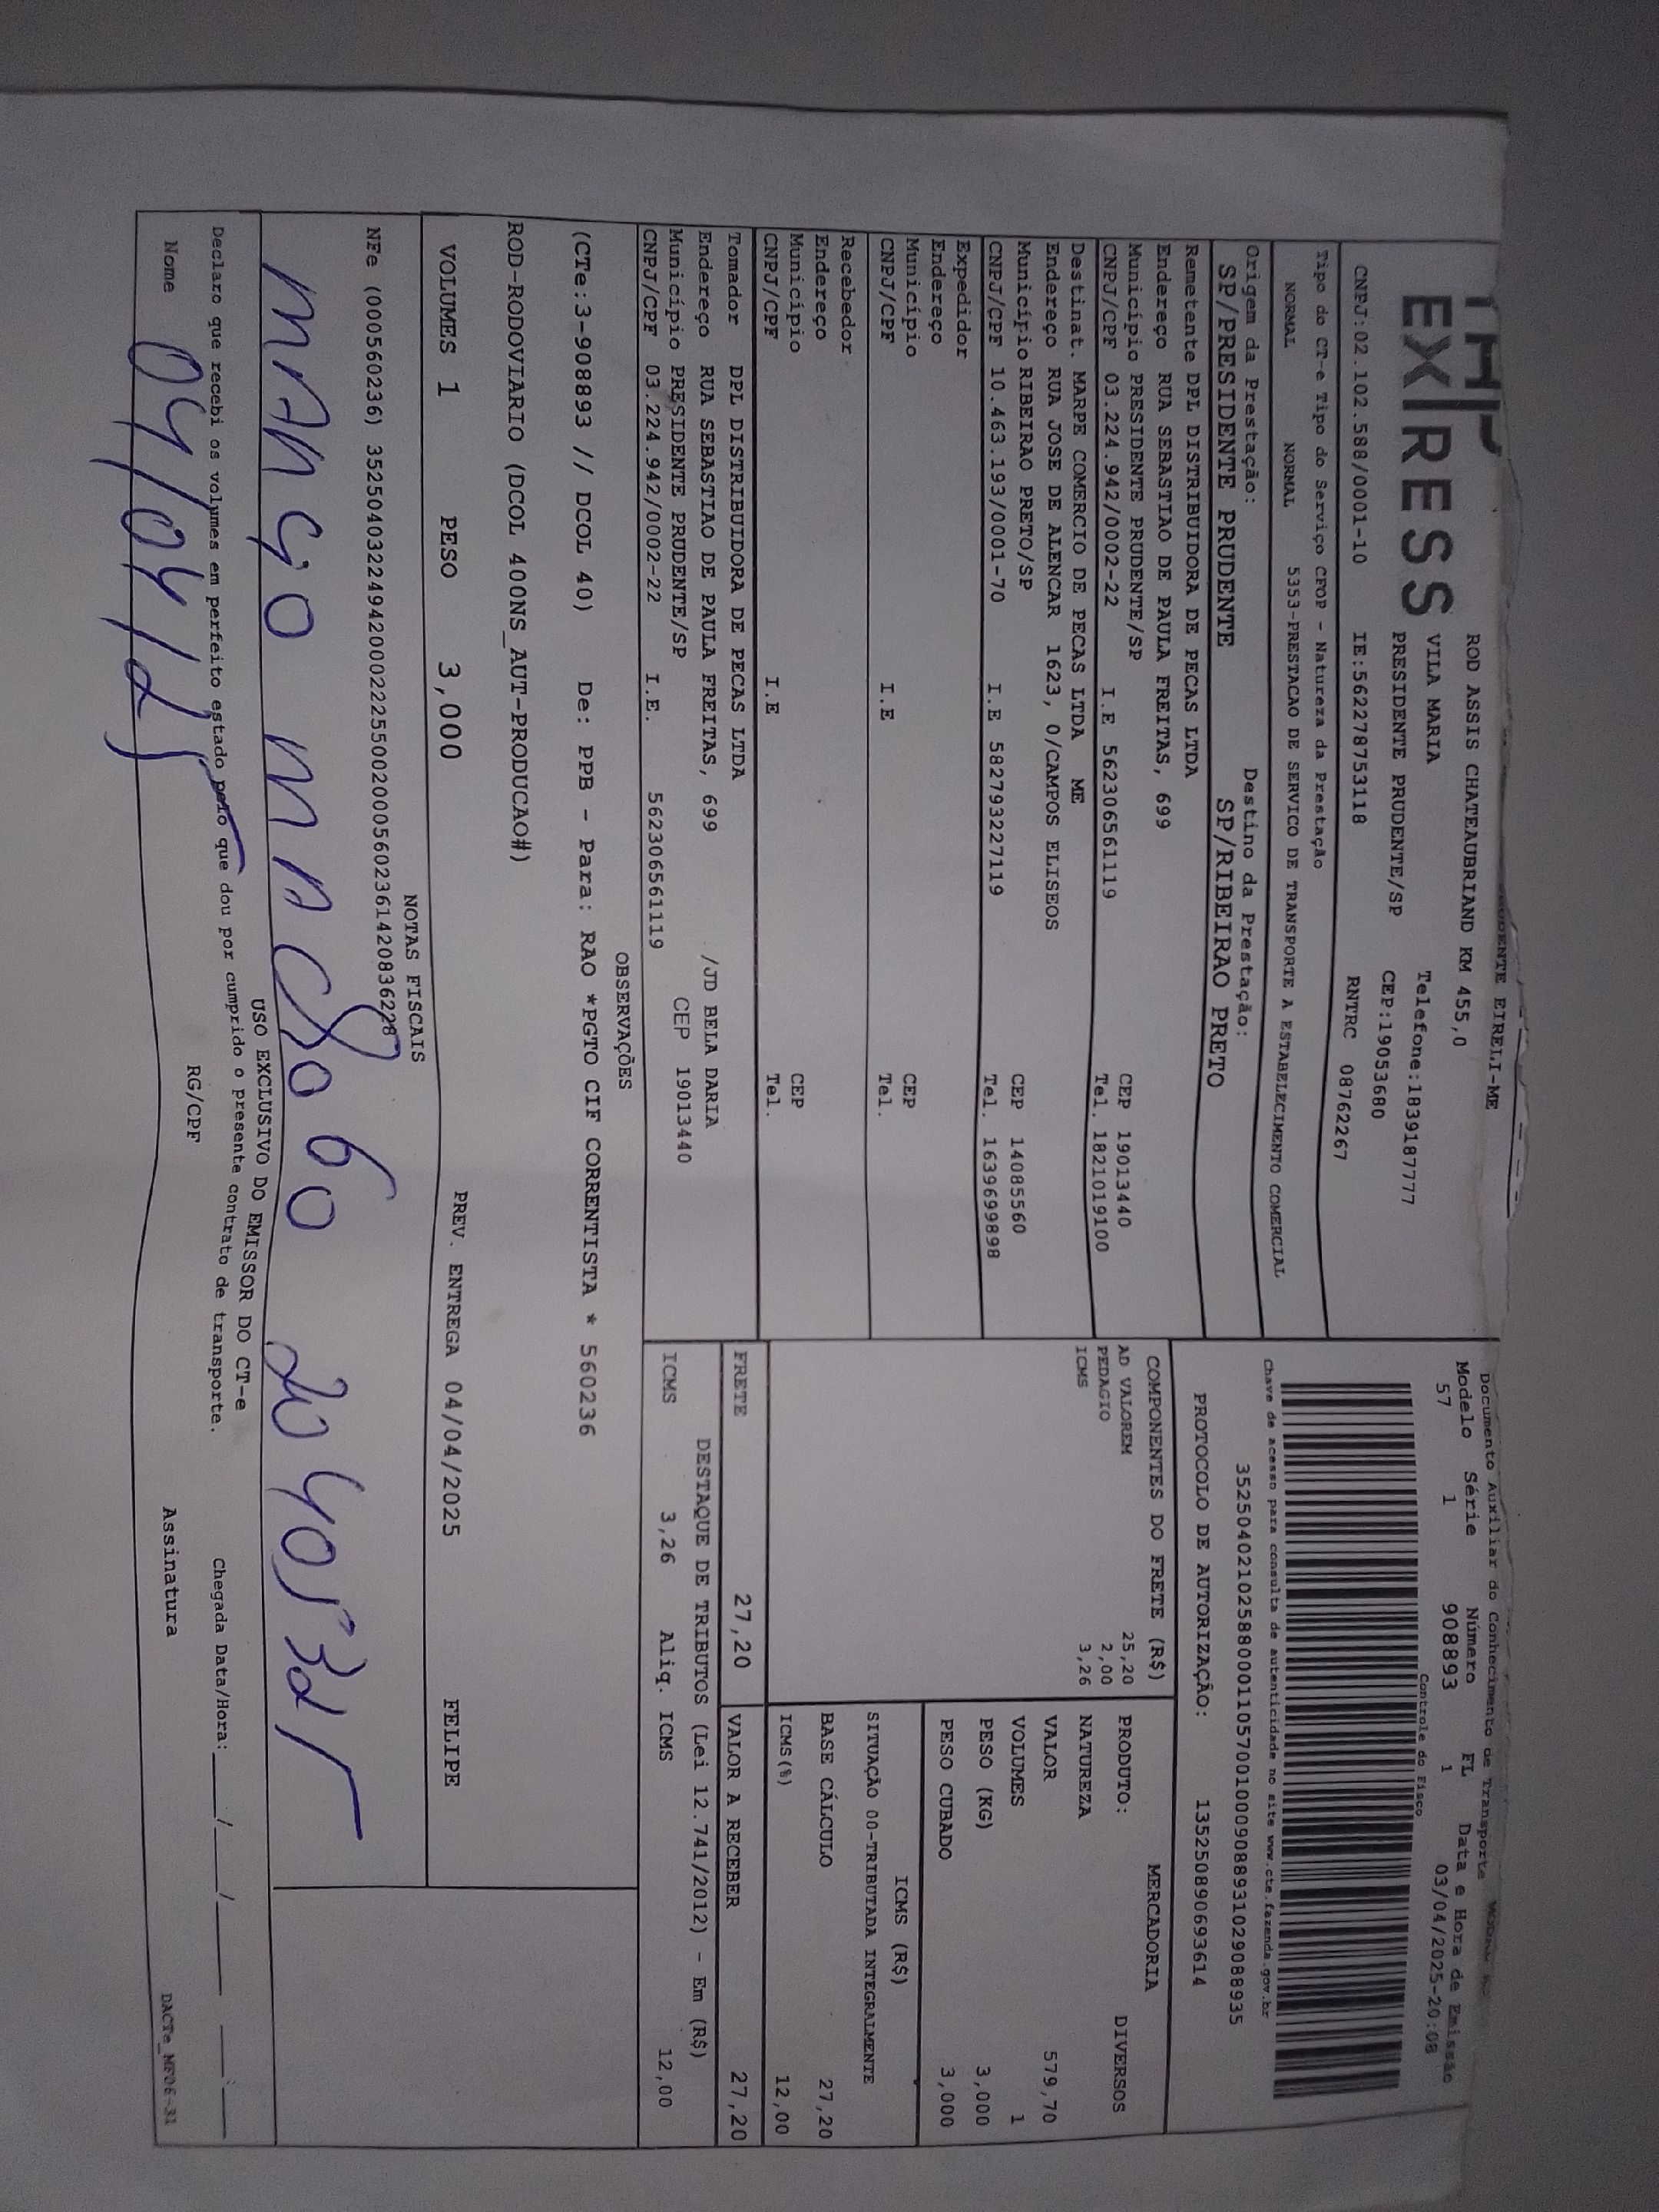 EXPRESS
ROD ASSIS CHATEAUBRIAND KM 455,0
VILA MARIA Telefone:1839187777
PRESIDENTE PRUDENTE/SP CEP:19053680
CNPJ:02.102.588/0001-10 IE:562278753118 RNTRC 08762267
Tipo do CT-e Tipo do Serviço CFOP - Natureza da Prestação
NORMAL NORMAL 5353-PRESTACAO DE SERVICO DE TRANSPORTE A ESTABELECIMENTO COMERCIAL
Origem da Prestação: Destino da Prestação:
SP/PRESIDENTE PRUDENTE SP/RIBEIRAO PRETO
Documento Auxiliar do Conhecimento de Transporte
Modelo Série Número FL Data e Hora de Emissão
57 1 908893 1 03/04/2025-20:08
Controle do Fisco
Chave de acesso para consulta de autenticidade no site www.cte.fazenda.gov.br
35250402102588000110570010009088931029088935
PROTOCOLO DE AUTORIZAÇÃO: 135250890693614
Remetente DPL DISTRIBUIDORA DE PECAS LTDA
Endereço RUA SEBASTIAO DE PAULA FREITAS, 699
Município PRESIDENTE PRUDENTE/SP CEP 19013440
CNPJ/CPF 03.224.942/0002-22 I.E 562306561119 Tel. 1821019100
Destinat. MARPE COMERCIO DE PECAS LTDA ME
Endereço RUA JOSE DE ALENCAR 1623, 0/CAMPOS ELISEOS
Município RIBEIRAO PRETO/SP CEP 14085560
CNPJ/CPF 10.463.193/0001-70 I.E 582793227119 Tel. 1639699898
Expedidor
Endereço
Município CEP
CNPJ/CPF I.E Tel.
Recebedor
Endereço
Município CEP
CNPJ/CPF I.E Tel.
Tomador DPL DISTRIBUIDORA DE PECAS LTDA
Endereço RUA SEBASTIAO DE PAULA FREITAS, 699 /JD BELA DARIA
Município PRESIDENTE PRUDENTE/SP CEP 19013440
CNPJ/CPF 03.224.942/0002-22 I.E. 562306561119
COMPONENTES DO FRETE (R$)
AD VALOREM 25,20
PEDAGIO 2,00
ICMS 3,26
MERCADORIA
PRODUTO: DIVERSOS
NATUREZA
VALOR 579,70
VOLUMES 1
PESO (KG) 3,000
PESO CUBADO 3,000
ICMS (R$)
SITUAÇÃO 00-TRIBUTADA INTEGRALMENTE
BASE CÁLCULO 27,20
ICMS(%) 12,00
FRETE 27,20 VALOR A RECEBER 27,20
DESTAQUE DE TRIBUTOS (Lei 12.741/2012) - Em (R$)
ICMS 3,26 Aliq. ICMS 12,00
OBSERVAÇÕES
(CTe:3-908893 // DCOL 40) De: PPB - Para: RAO *PGTO CIF CORRENTISTA * 560236
ROD-RODOVIARIO (DCOL 400NS_AUT-PRODUCAO#)
VOLUMES 1 PESO 3,000 PREV. ENTREGA 04/04/2025 FELIPE
NOTAS FISCAIS
NFe (000560236) 35250403224942000222550020005602361420836228
USO EXCLUSIVO DO EMISSOR DO CT-e
Declaro que recebi os volumes em perfeito estado pelo que dou por cumprido o presente contrato de transporte. Chegada Data/Hora: / / :
Nome 04/04/25 RG/CPF Assinatura
DACTe_MF06-31